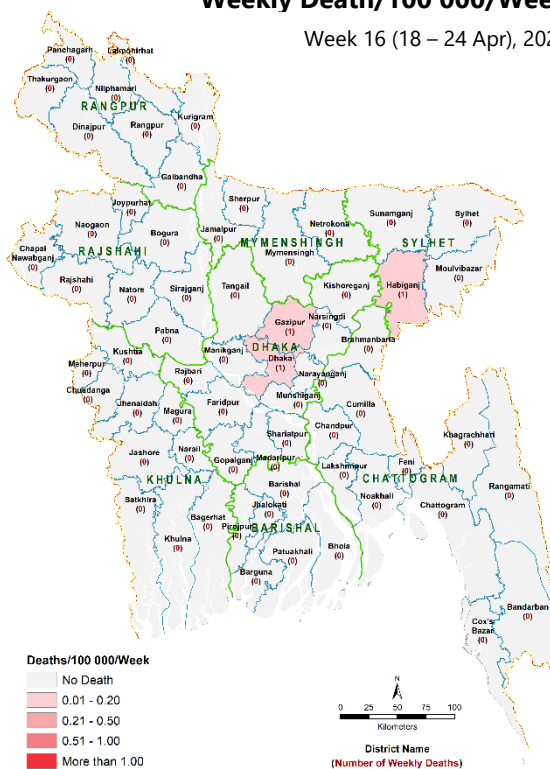 Weekly Death/100 000/Wee
Week 16 (18 – 24 Apr), 202
Panchagarh
(0)
Lalmonirhat
(0)
Thakurgaon
(0)
Nilphamari
(0)
RANGPUR
Dinajpur
(0)
Rangpur
(0)
Kurigram
(0)
Gaibandha
(0)
Joypurhat
(0)
Sherpur
(0)
Naogaon
(0)
Bogura
(0)
Jamalpur
(0)
Netrokona
(0)
Sunamganj
(0)
Sylhet
(0)
Chapai
Nawabganj
(0)
RAJSHAHI
MYMENSINGH
Mymensingh
(0)
SYLHET
Moulvibazar
(0)
Rajshahi
(0)
Natore
(0)
Sirajganj
(0)
Tangail
(0)
Kishoreganj
(0)
Habiganj
(1)
Pabna
(0)
Gazipur
(1)
Narsingdi
(0)
Brahmanbaria
(0)
Kushtia
(0)
Meherpur
(0)
Manikganj
(0)
DHAKA
Dhaka
(1)
Narayanganj
(0)
Rajbari
(0)
Chuadanga
(0)
Jhenaidah
(0)
Magura
(0)
Faridpur
(0)
Munshiganj
(0)
Cumilla
(0)
Chandpur
(0)
Khagrachhari
(0)
Shariatpur
(0)
Jashore
(0)
Narail
(0)
Gopalganj
(0)
Madaripur
(0)
Lakshmipur
(0)
Feni
(0)
CHATTOGRAM
Rangamati
(0)
KHULNA
Barishal
(0)
Noakhali
(0)
Chattogram
(0)
Satkhira
(0)
Jhalokati
(0)
Bagerhat
(0)
Pirojpur
(0)
BARISHAL
Khulna
(0)
Patuakhali
(0)
Bhola
(0)
Barguna
(0)
Bandarban
(0)
Cox's
Bazar
(0)
Deaths/100 000/Week
No Death
0.01 - 0.20
0.21 - 0.50
0.51 - 1.00
More than 1.00
N
0 25 50 75 100
Kilometers
District Name
(Number of Weekly Deaths)